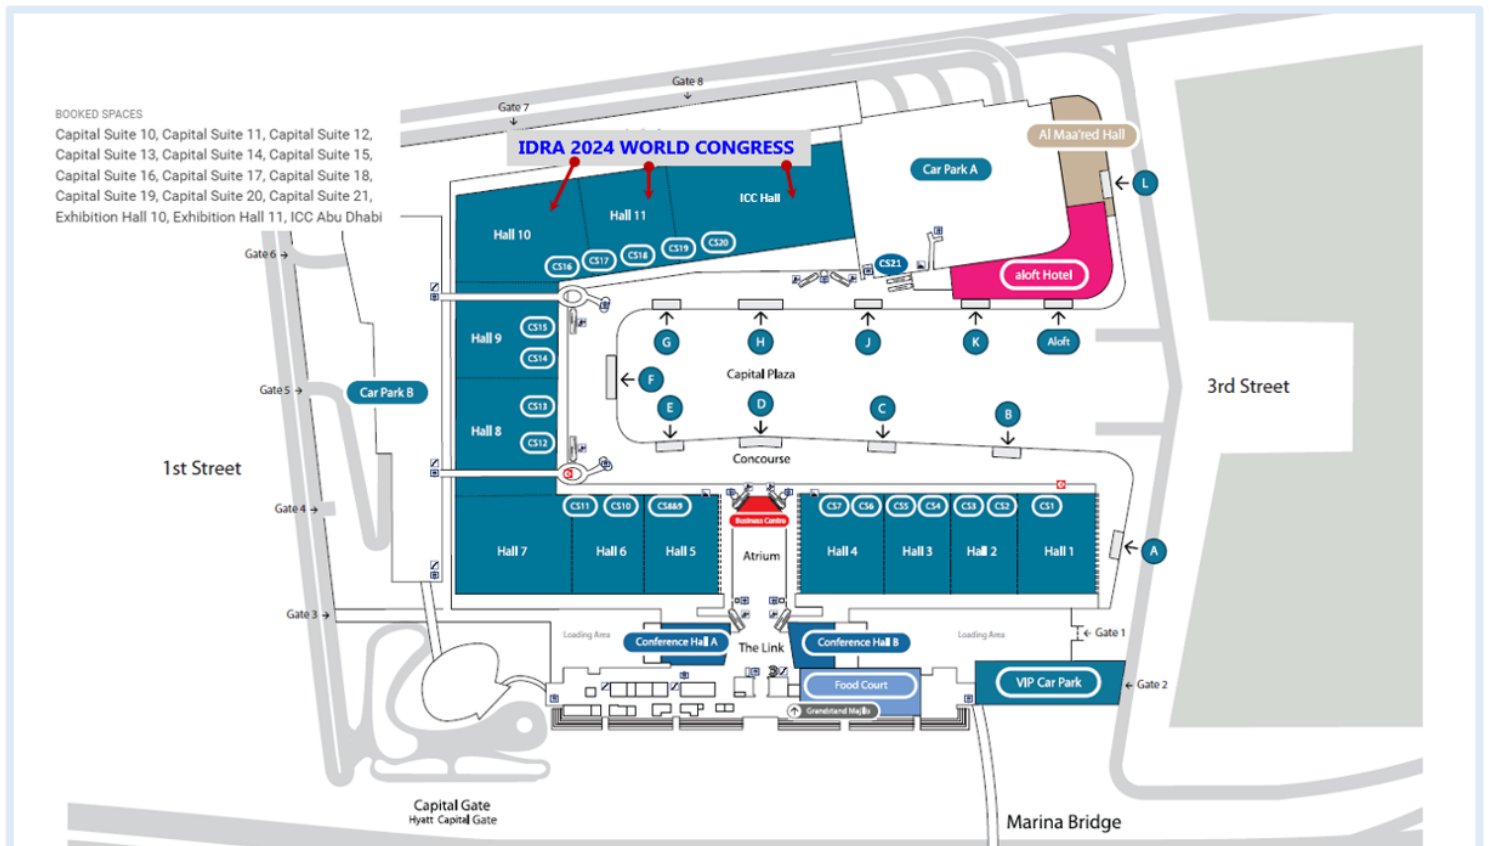 Gate 8
Gate 7
BOOKED SPACES
Capital Suite 10, Capital Suite 11, Capital Suite 12,
Capital Suite 13, Capital Suite 14, Capital Suite 15,
Capital Suite 16, Capital Suite 17, Capital Suite 18,
Capital Suite 19, Capital Suite 20, Capital Suite 21,
Exhibition Hall 10, Exhibition Hall 11, ICC Abu Dhabi
IDRA 2024 WORLD CONGRESS
Al Maa'red Hall
Car Park A
L
ICC Hall
Hall 11
Hall 10
CS20
CS19
CS18
CS17
CS16
CS21
aloft Hotel
Gate 6
CS15
Hall 9
CS14
G
H
J
K
Aloft
Capital Plaza
F
Gate 5
Car Park B
3rd Street
E
D
C
B
CS13
Hall 8
CS12
Concourse
1st Street
Gate 4
CS11
CS10
CS8&9
CS7
CS6
CS5
CS4
CS3
CS2
CS1
Business Centre
Hall 7
Hall 6
Hall 5
Atrium
Hall 4
Hall 3
Hall 2
Hall 1
A
Gate 3
Loading Area
Conference Hall A
The Link
Conference Hall B
Loading Area
Gate 1
Food Court
VIP Car Park
Gate 2
Grandstand Majlis
Capital Gate
Hyatt Capital Gate
Marina Bridge